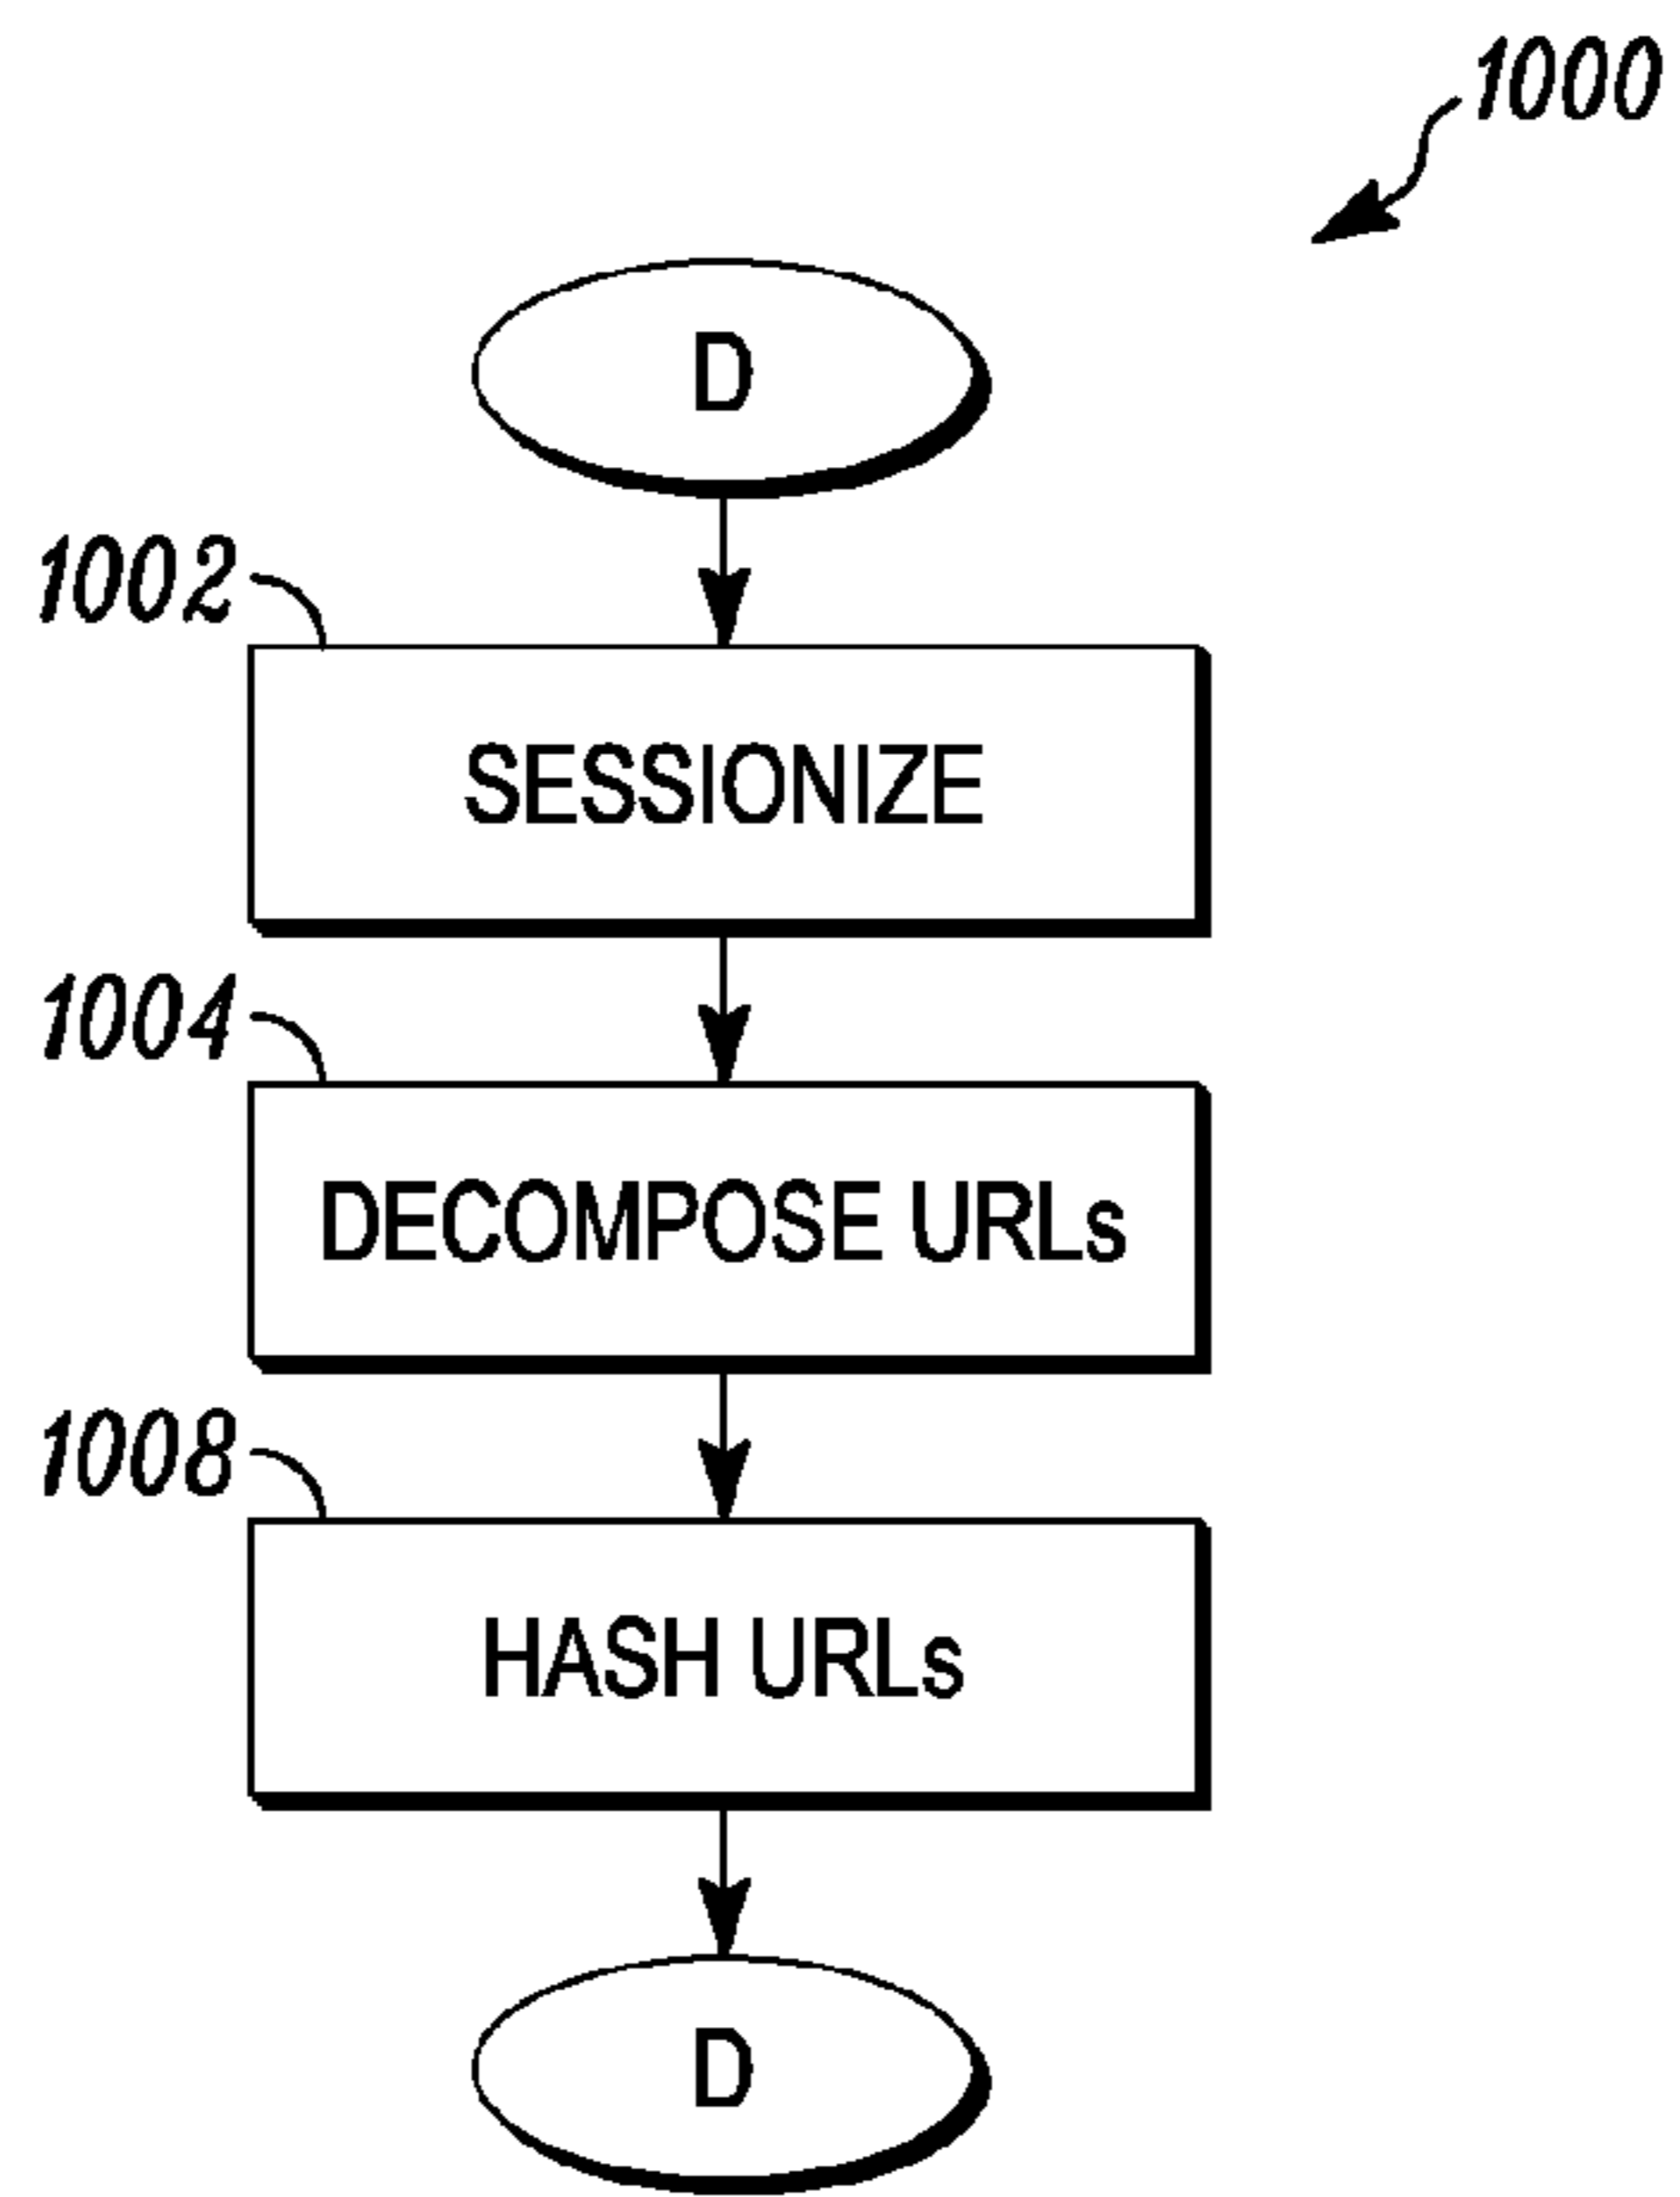 1000
D
1002
SESSIONIZE
1004
DECOMPOSE URLs
1008
HASH URLs
D